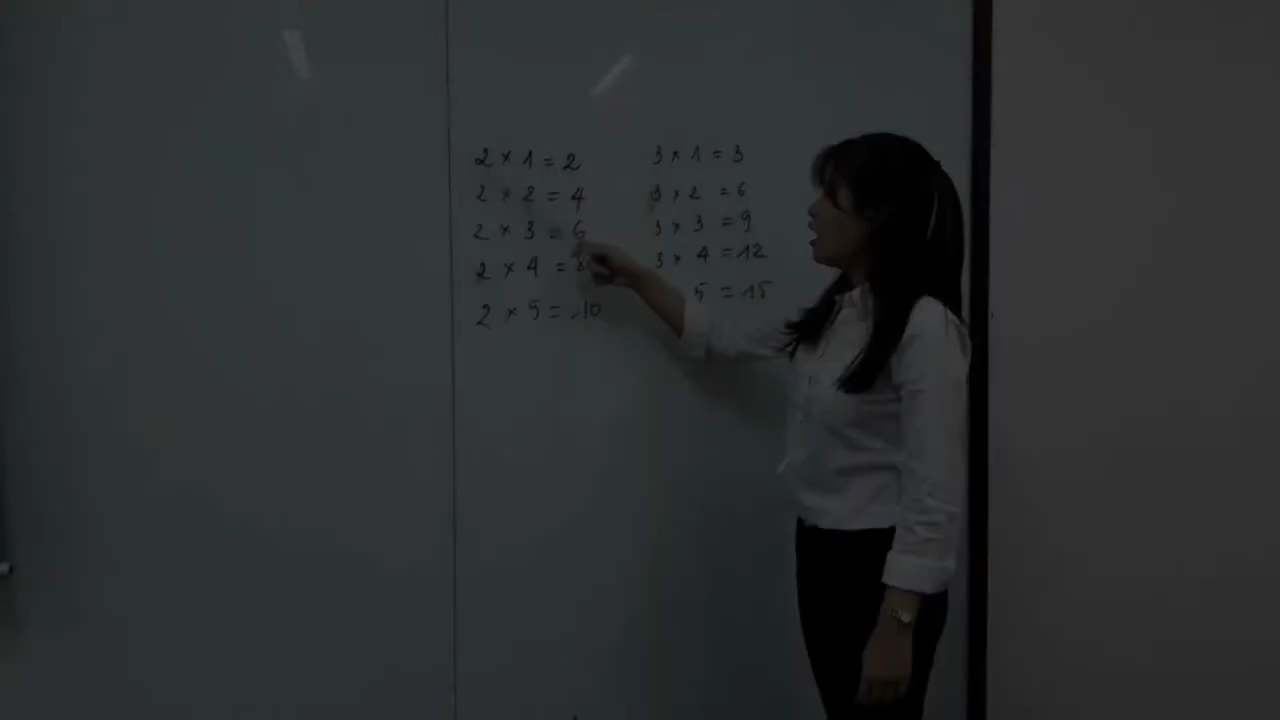 2 × 1 = 2
2 × 2 = 4
2 × 3 = 6
2 × 4 =
2 × 5 = 10
3 × 1 = 3
3 × 2 = 6
3 × 3 = 9
3 × 4 = 12
5 = 15